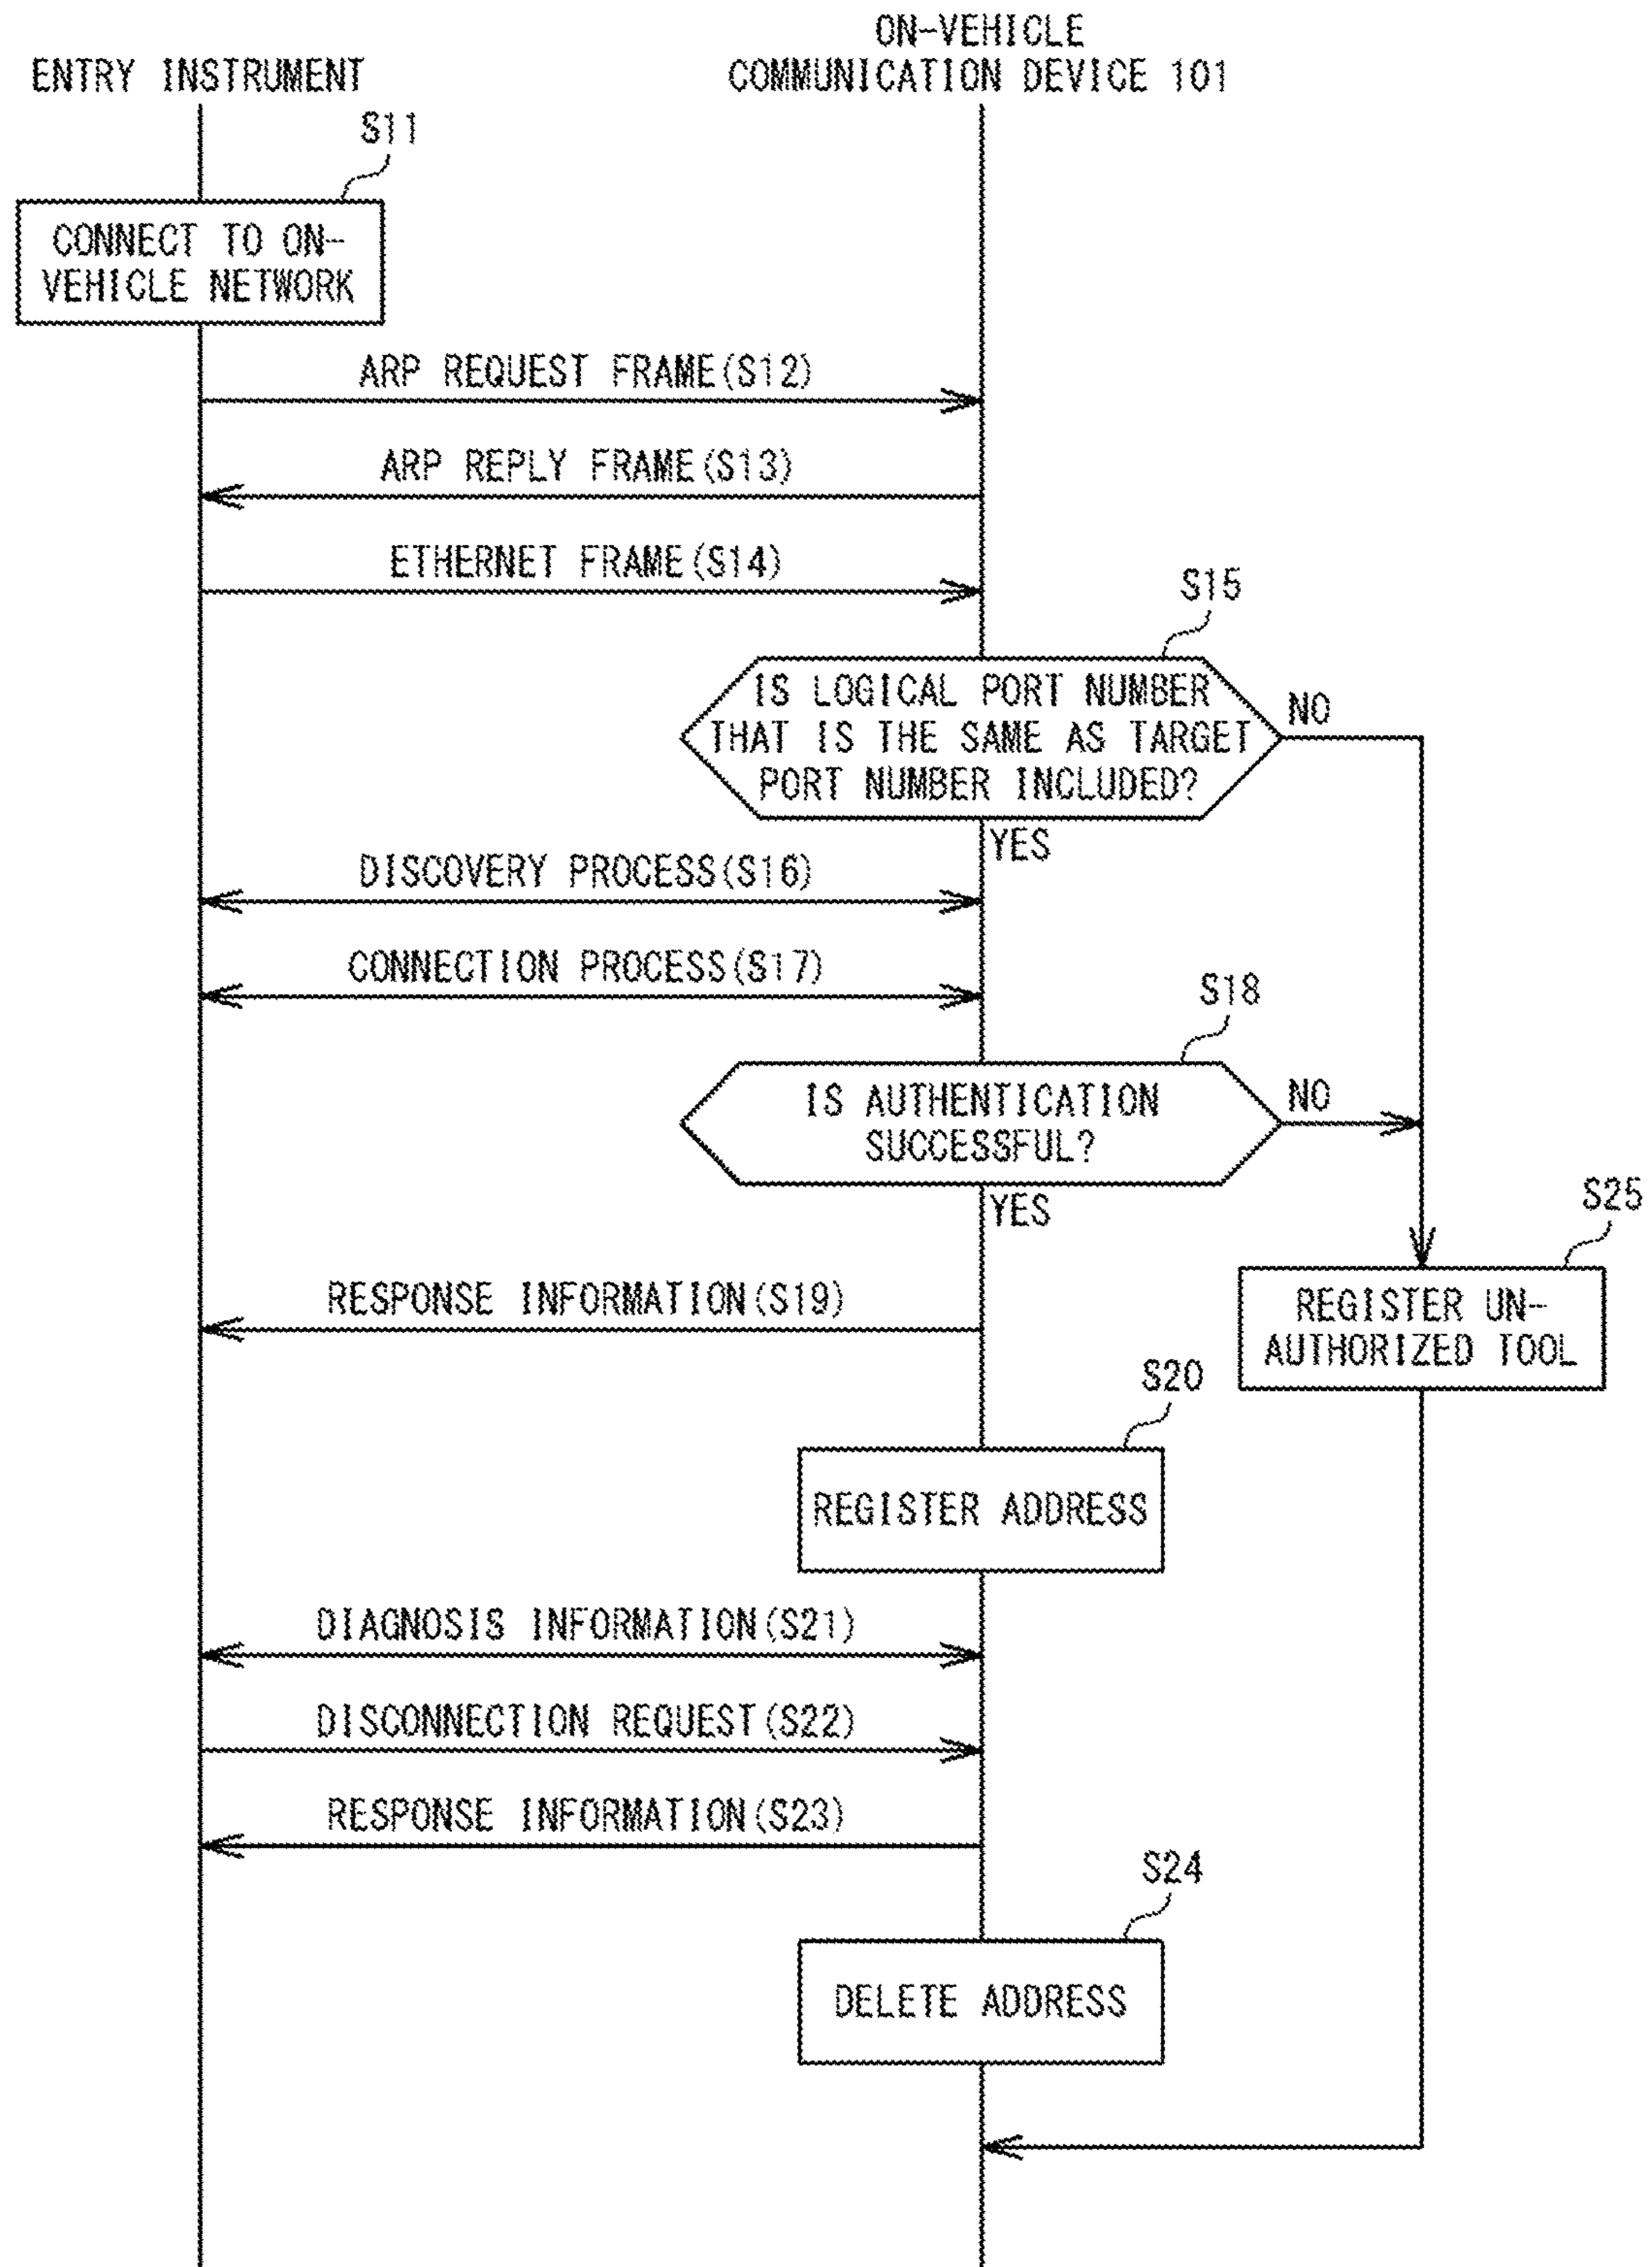 ON-VEHICLE
ENTRY INSTRUMENT
COMMUNICATION DEVICE 101
S11
CONNECT TO ON-
VEHICLE NETWORK
ARP REQUEST FRAME(S12)
ARP REPLY FRAME(S13)
ETHERNET FRAME(S14)
S15
IS LOGICAL PORT NUMBER
THAT IS THE SAME AS TARGET
PORT NUMBER INCLUDED?
NO
YES
DISCOVERY PROCESS(S16)
CONNECTION PROCESS(S17)
S18
IS AUTHENTICATION
SUCCESSFUL?
NO
YES
S25
REGISTER UN-
AUTHORIZED TOOL
RESPONSE INFORMATION(S19)
S20
REGISTER ADDRESS
DIAGNOSIS INFORMATION(S21)
DISCONNECTION REQUEST(S22)
RESPONSE INFORMATION(S23)
S24
DELETE ADDRESS